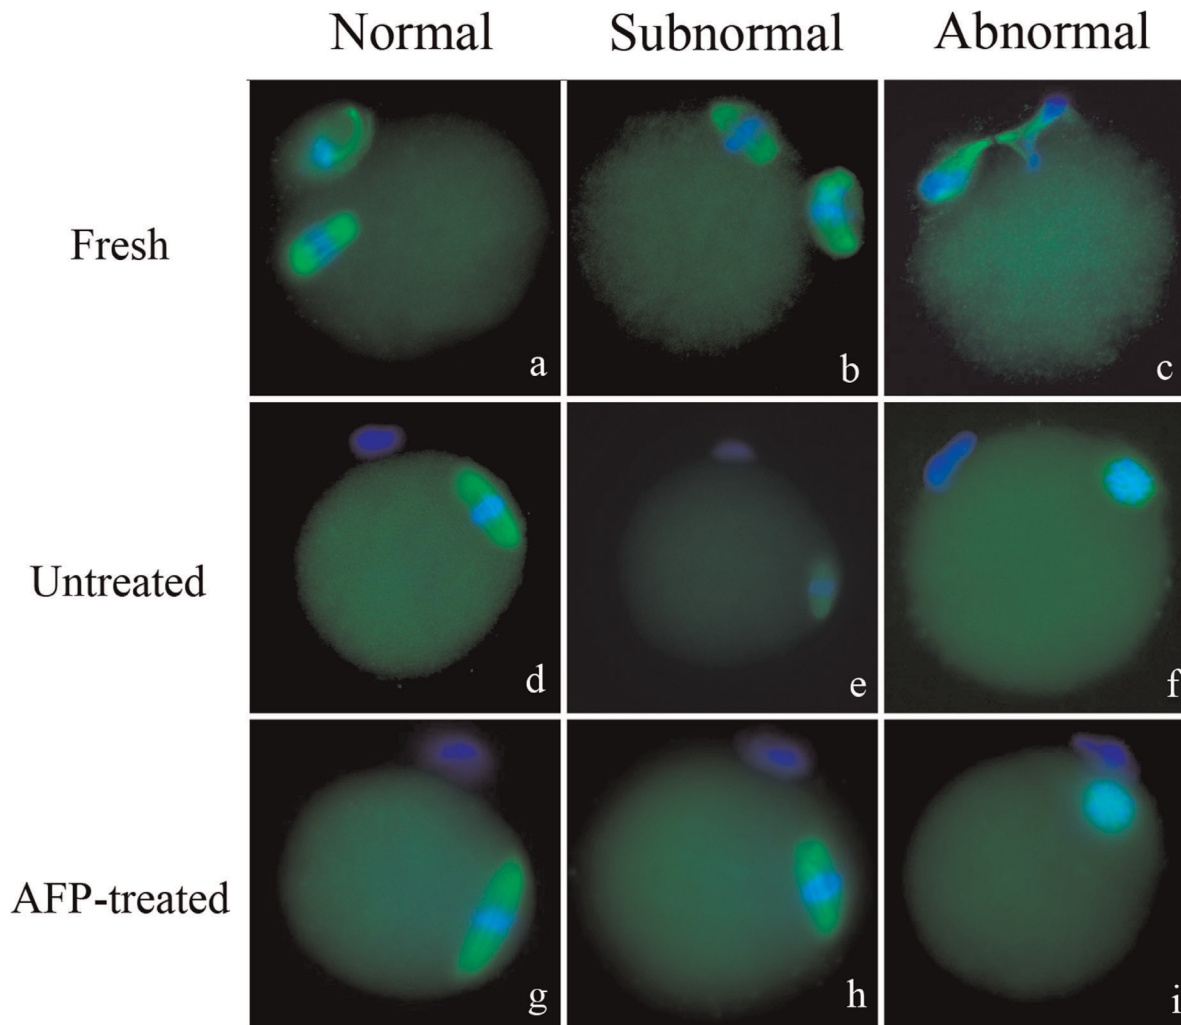 Normal Subnormal Abnormal
Fresh
a b c
Untreated
d e f
AFP-treated
g h i